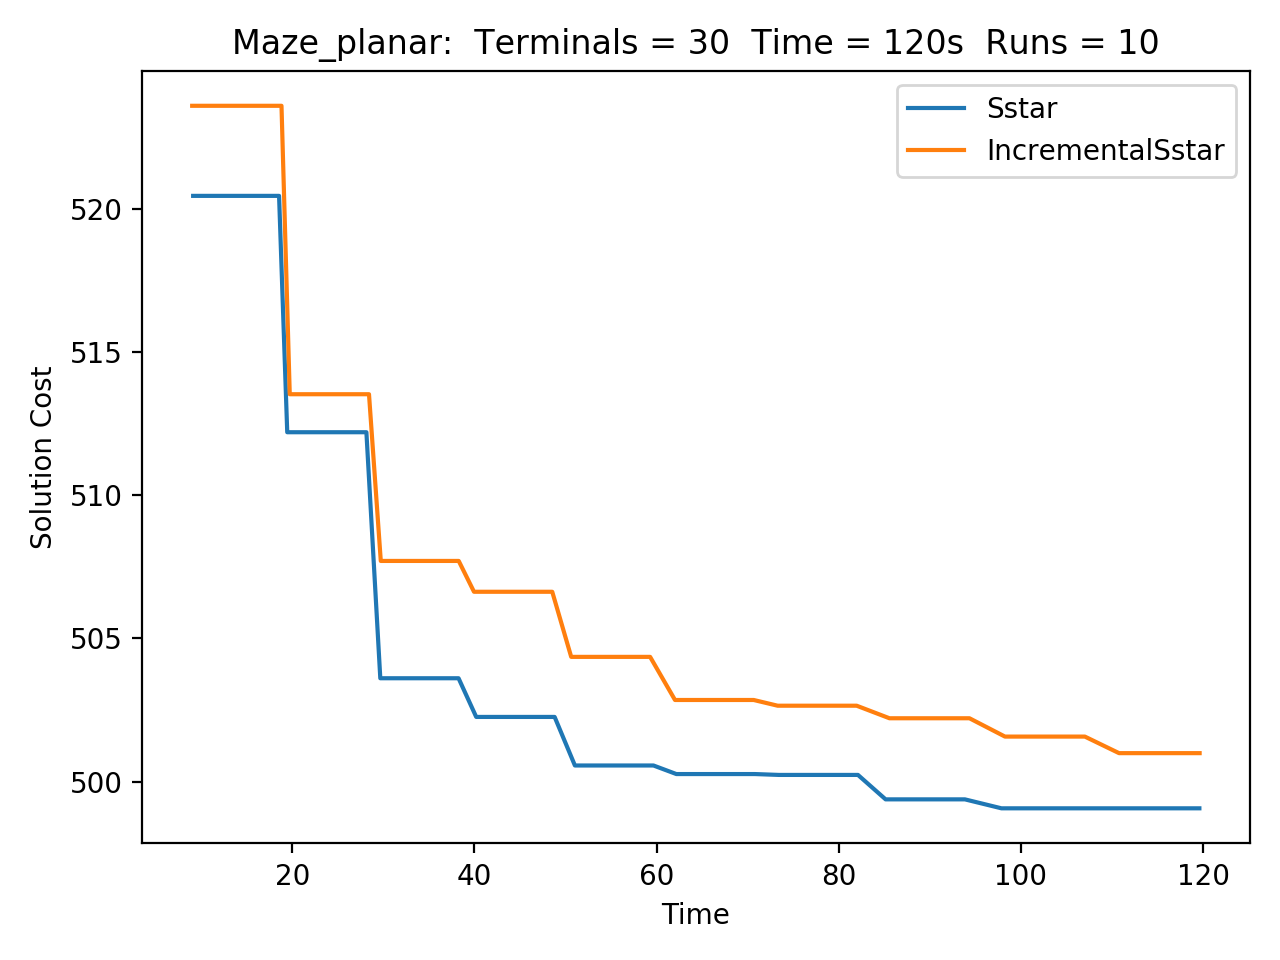 Maze_planar:  Terminals = 30  Time = 120s  Runs = 10
Sstar
IncrementalSstar
520
515
510
505
500
Solution Cost
20 40 60 80 100 120
Time